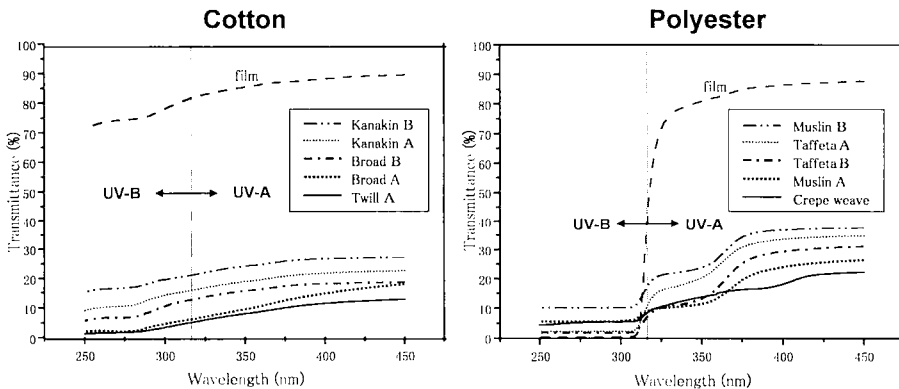 Cotton
Transmittance (%)
100
90
80
70
60
50
40
30
20
10
0
film
Kanakin B
Kanakin A
Broad B
Broad A
Twill A
UV-B
UV-A
250
300
350
400
450
Wavelength (nm)
Polyester
Transmittance (%)
100
90
80
70
60
50
40
30
20
10
0
film
Muslin B
Taffeta A
Taffeta B
Muslin A
Crepe weave
UV-B
UV-A
250
300
350
400
450
Wavelength (nm)